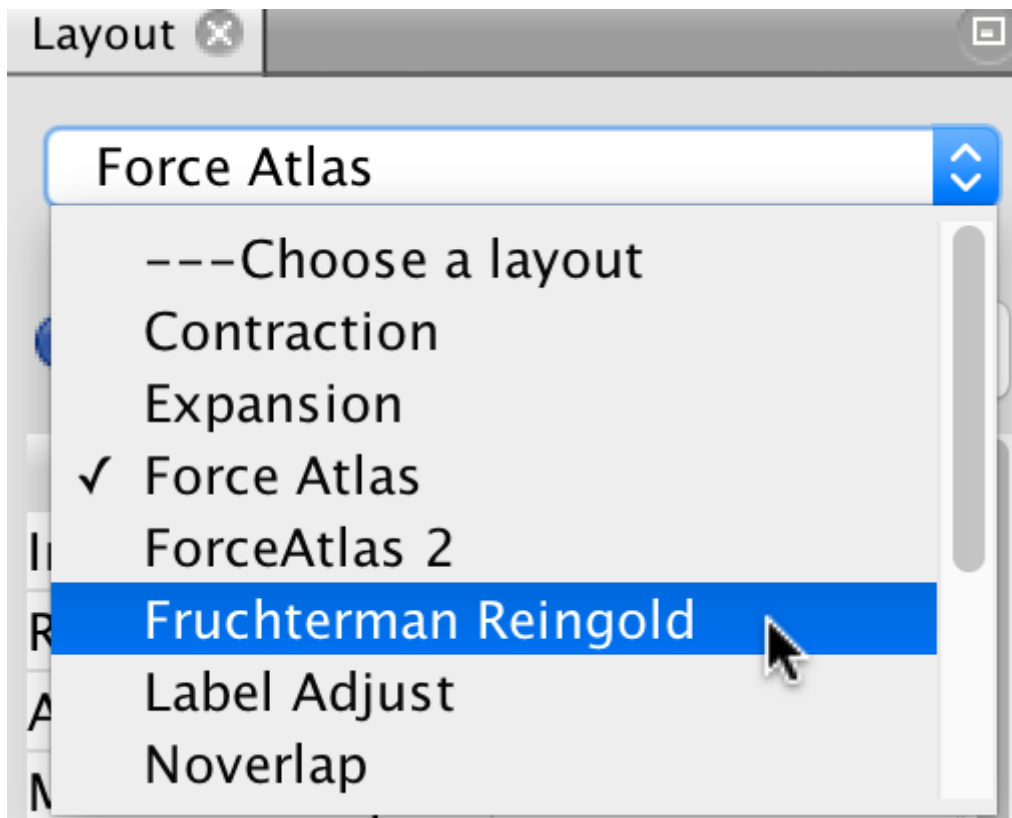 Layout
Force Atlas
---Choose a layout
Contraction
Expansion
✓ Force Atlas
ForceAtlas 2
Fruchterman Reingold
Label Adjust
Noverlap